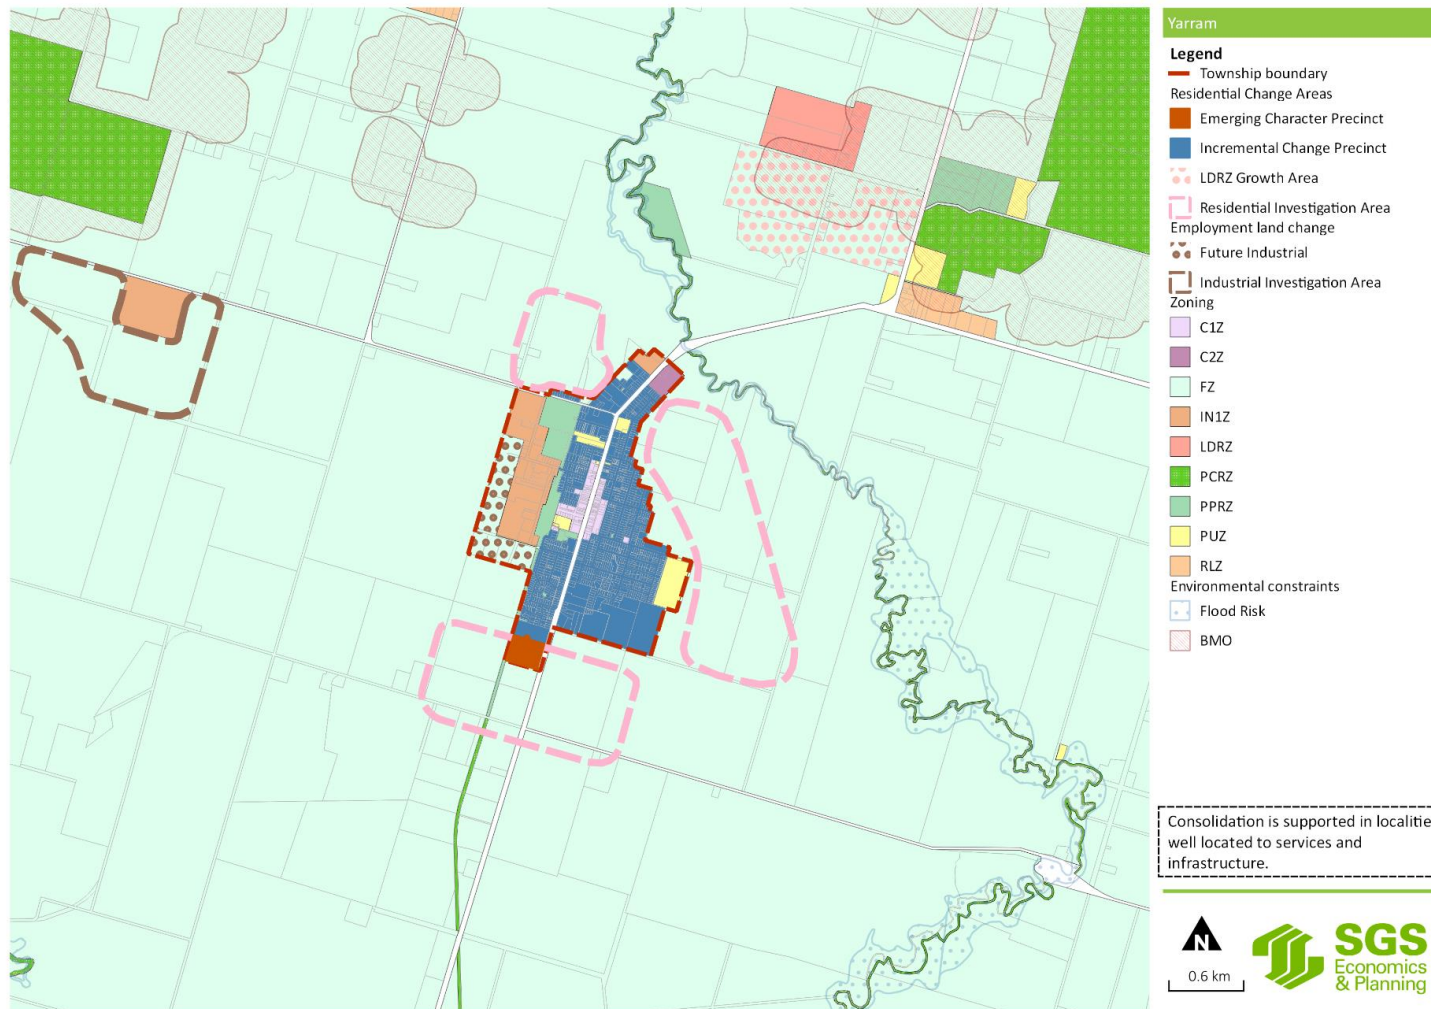 Yarram
Legend
Township boundary
Residential Change Areas
Emerging Character Precinct
Incremental Change Precinct
LDRZ Growth Area
Residential Investigation Area
Employment land change
Future Industrial
Industrial Investigation Area
Zoning
C1Z
C2Z
FZ
IN1Z
LDRZ
PCRZ
PPRZ
PUZ
RLZ
Environmental constraints
Flood Risk
BMO
Consolidation is supported in localitie
well located to services and
infrastructure.
N
0.6 km
SGS
Economics
& Planning